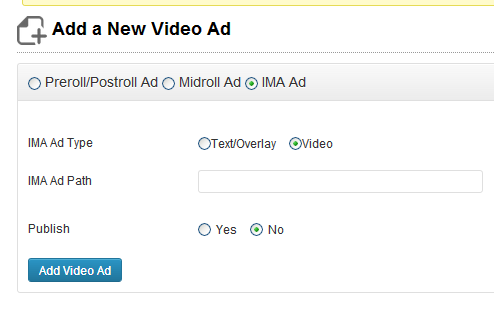 Add a New Video Ad
Preroll/Postroll Ad Midroll Ad IMA Ad
IMA Ad Type Text/Overlay Video
IMA Ad Path
Publish Yes No
Add Video Ad